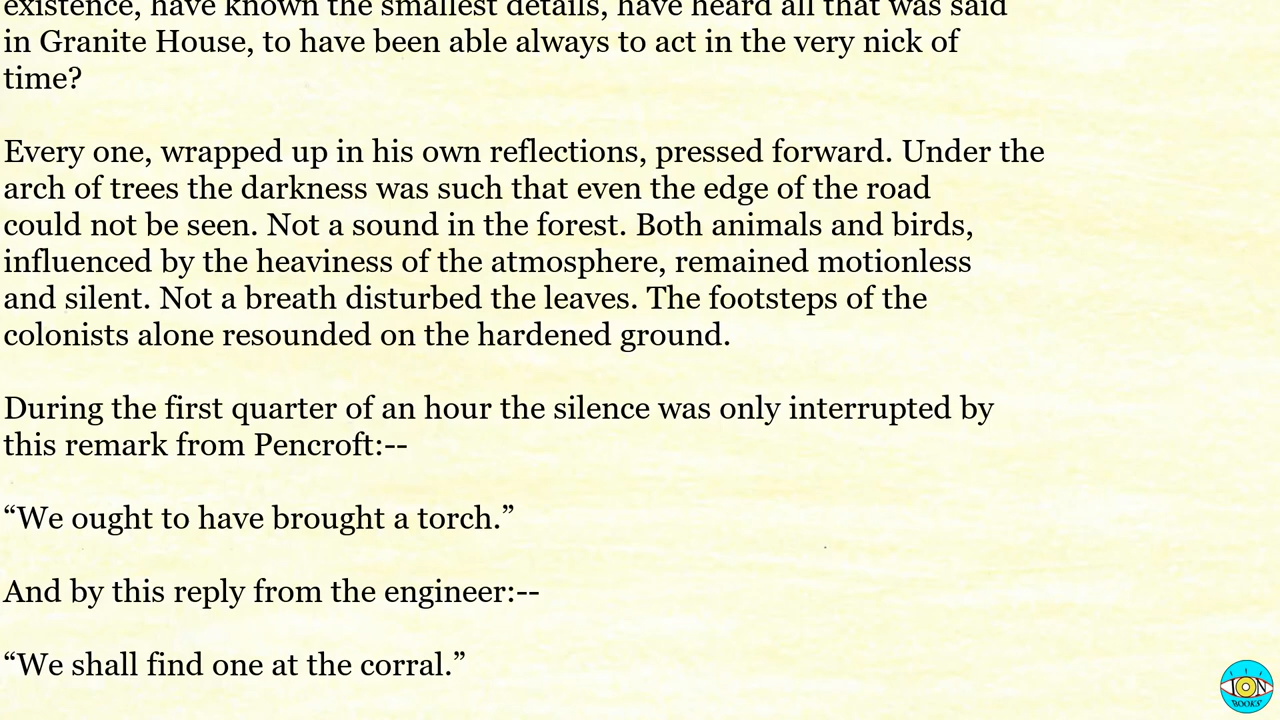 existence, have known the smallest details, have heard all that was said
in Granite House, to have been able always to act in the very nick of
time?
Every one, wrapped up in his own reflections, pressed forward. Under the
arch of trees the darkness was such that even the edge of the road
could not be seen. Not a sound in the forest. Both animals and birds,
influenced by the heaviness of the atmosphere, remained motionless
and silent. Not a breath disturbed the leaves. The footsteps of the
colonists alone resounded on the hardened ground.
During the first quarter of an hour the silence was only interrupted by
this remark from Pencroft:--
“We ought to have brought a torch.”
And by this reply from the engineer:--
“We shall find one at the corral.”
ION
BOOKS